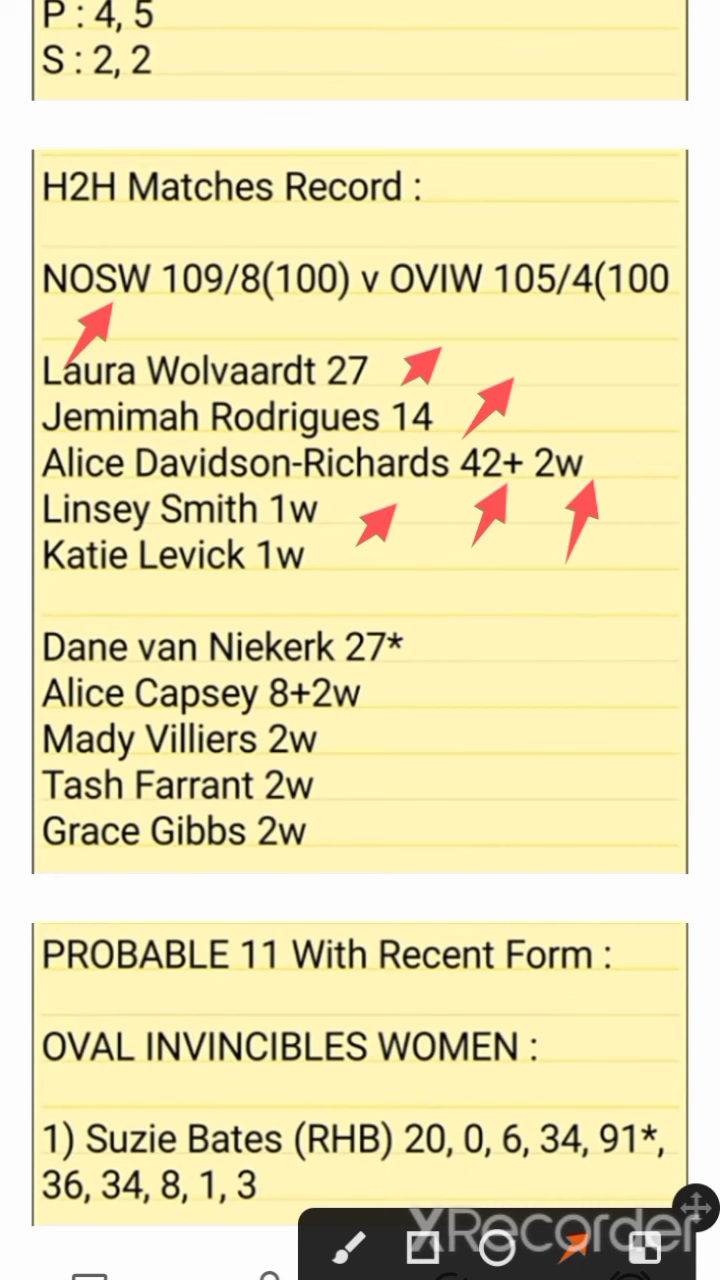 P : 4, 5
S : 2, 2
H2H Matches Record :
NOSW 109/8(100) v OVIW 105/4(100
Laura Wolvaardt 27
Jemimah Rodrigues 14
Alice Davidson-Richards 42+ 2w
Linsey Smith 1w
Katie Levick 1w
Dane van Niekerk 27*
Alice Capsey 8+2w
Mady Villiers 2w
Tash Farrant 2w
Grace Gibbs 2w
PROBABLE 11 With Recent Form :
OVAL INVINCIBLES WOMEN :
1) Suzie Bates (RHB) 20, 0, 6, 34, 91*,
36, 34, 8, 1, 3
XRecorder